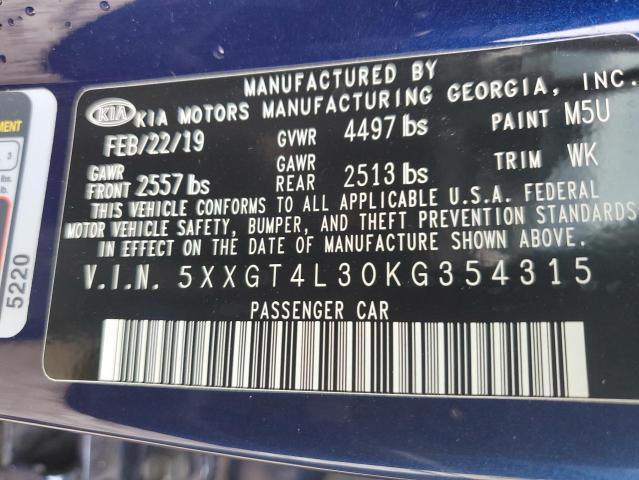 MANUFACTURED BY
KIA KIA MOTORS MANUFACTURING GEORGIA, INC.
FEB/22/19 GVWR 4497 lbs PAINT M5U
GAWR FRONT 2557 lbs GAWR REAR 2513 lbs TRIM WK
THIS VEHICLE CONFORMS TO ALL APPLICABLE U.S.A. FEDERAL
MOTOR VEHICLE SAFETY, BUMPER, AND THEFT PREVENTION STANDARDS
IN EFFECT ON THE DATE OF MANUFACTURE SHOWN ABOVE.
V.I.N. 5XXGT4L30KG354315
PASSENGER CAR
5220